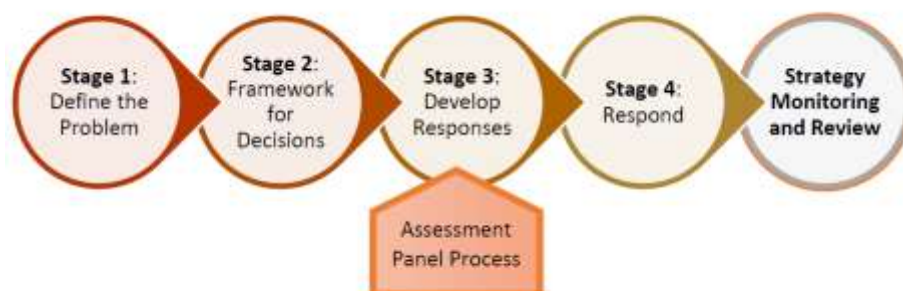 Stage 1:
Define the
Problem
Stage 2:
Framework
for
Decisions
Stage 3:
Develop
Responses
Stage 4:
Respond
Strategy
Monitoring
and Review
Assessment
Panel Process